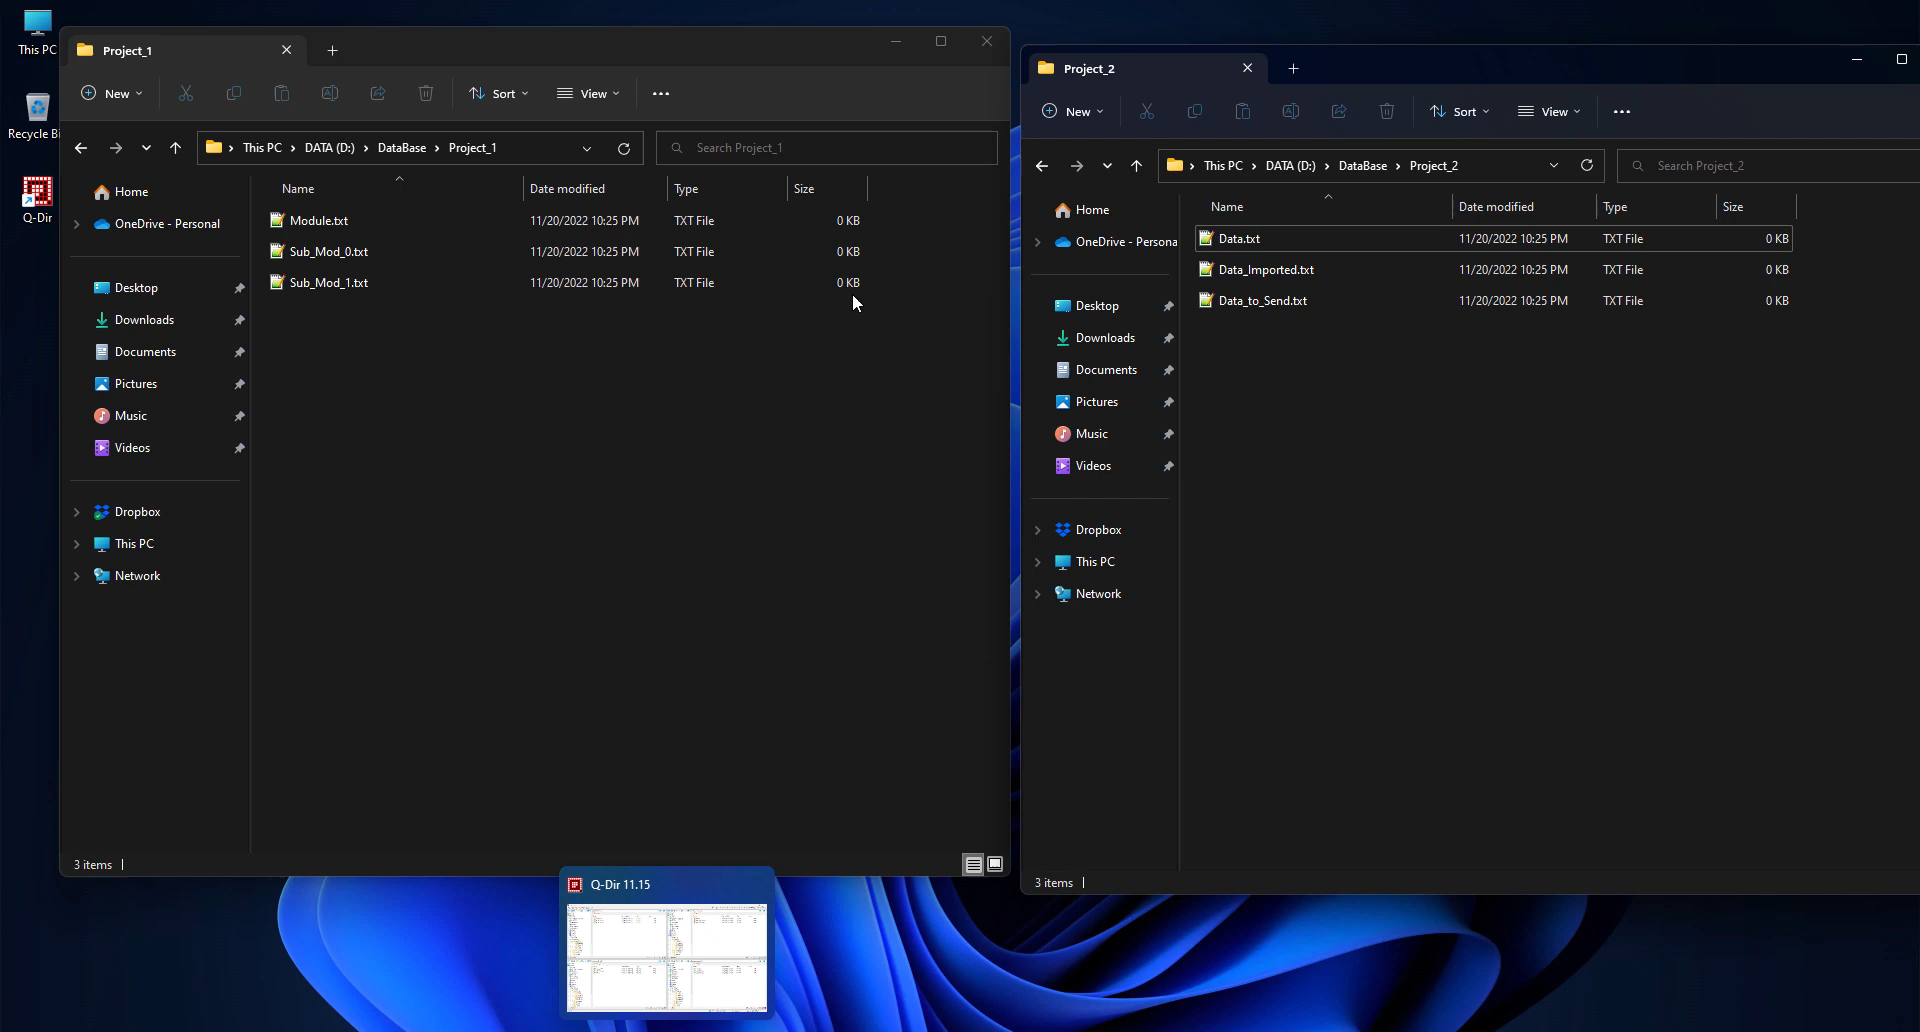 This PC
Recycle Bi
Q-Dir
Project_1
New
Sort
View
This PC
DATA (D:)
DataBase
Project_1
Search Project_1
Home
OneDrive - Personal
Desktop
Downloads
Documents
Pictures
Music
Videos
Dropbox
This PC
Network
Name Date modified Type Size
Module.txt 11/20/2022 10:25 PM TXT File 0 KB
Sub_Mod_0.txt 11/20/2022 10:25 PM TXT File 0 KB
Sub_Mod_1.txt 11/20/2022 10:25 PM TXT File 0 KB
3 items
Project_2
New
Sort
View
This PC
DATA (D:)
DataBase
Project_2
Search Project_2
Home
OneDrive - Persona
Desktop
Downloads
Documents
Pictures
Music
Videos
Dropbox
This PC
Network
Name Date modified Type Size
Data.txt 11/20/2022 10:25 PM TXT File 0 KB
Data_Imported.txt 11/20/2022 10:25 PM TXT File 0 KB
Data_to_Send.txt 11/20/2022 10:25 PM TXT File 0 KB
3 items
Q-Dir 11.15